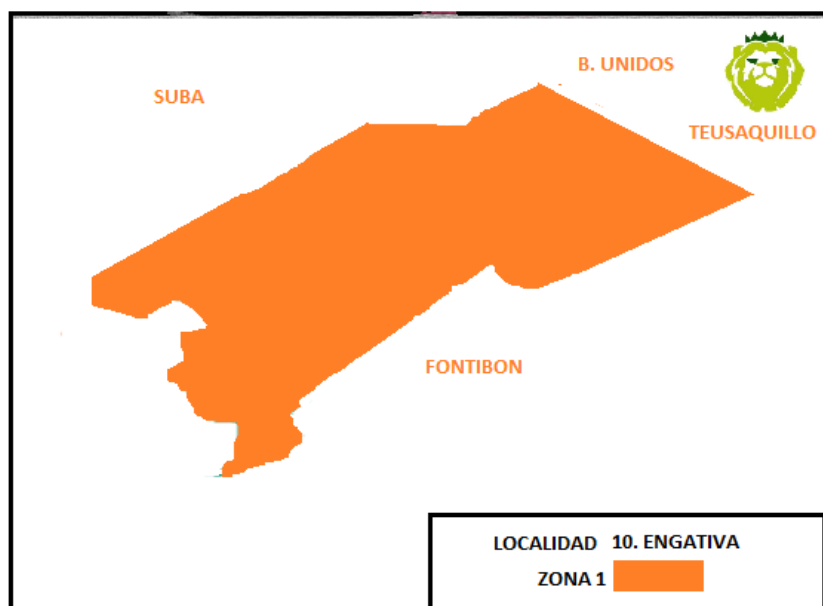 B. UNIDOS
SUBA
TEUSAQUILLO
FONTIBON
LOCALIDAD 10. ENGATIVA
ZONA 1